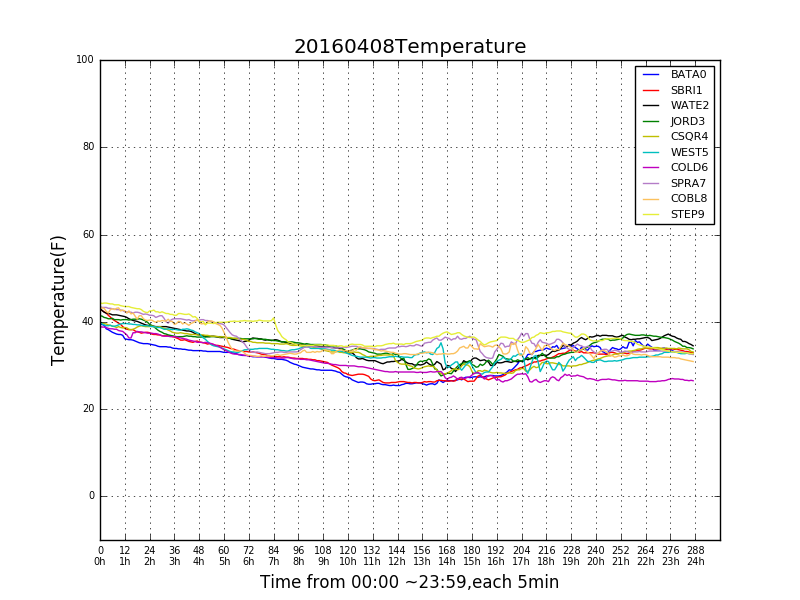 20160408Temperature
100
80
60
40
20
0
Temperature(F)
BATA0
SBRI1
WATE2
JORD3
CSQR4
WEST5
COLD6
SPRA7
COBL8
STEP9
0 12 24 36 48 60 72 84 96 108 120 132 144 156 168 180 192 204 216 228 240 252 264 276 288
0h 1h 2h 3h 4h 5h 6h 7h 8h 9h 10h 11h 12h 13h 14h 15h 16h 17h 18h 19h 20h 21h 22h 23h 24h
Time from 00:00 ~23:59,each 5min